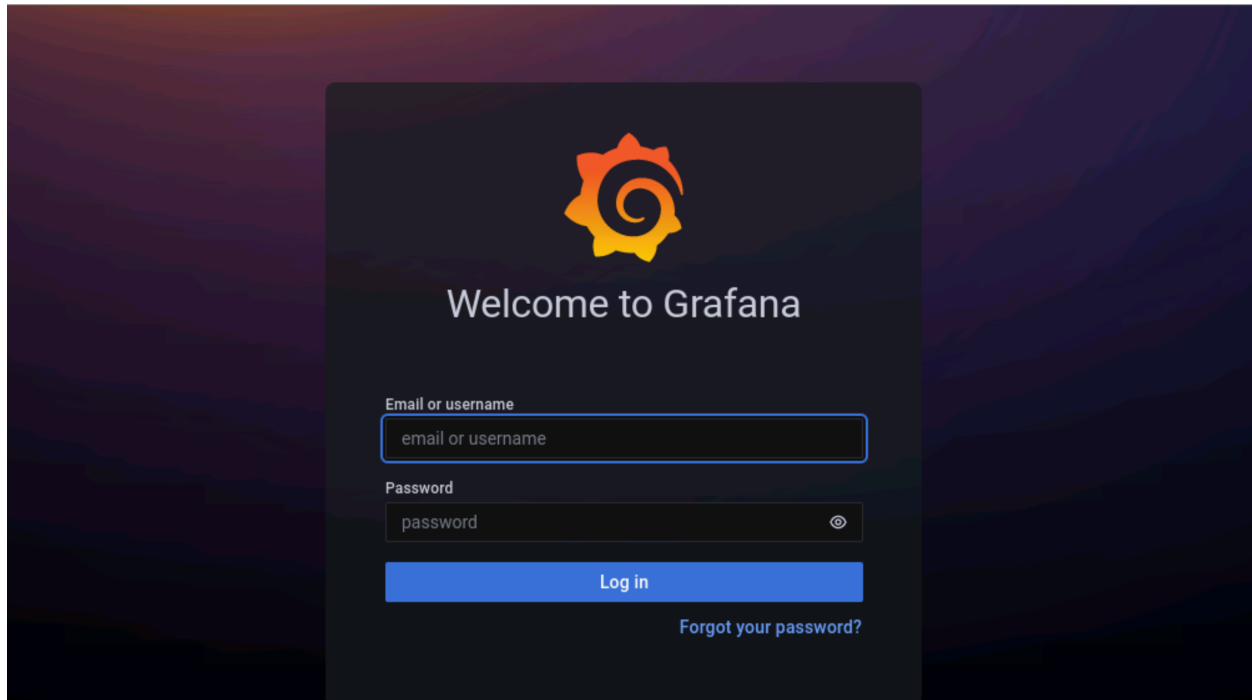 Welcome to Grafana
Email or username
email or username
Password
password
Log in
Forgot your password?